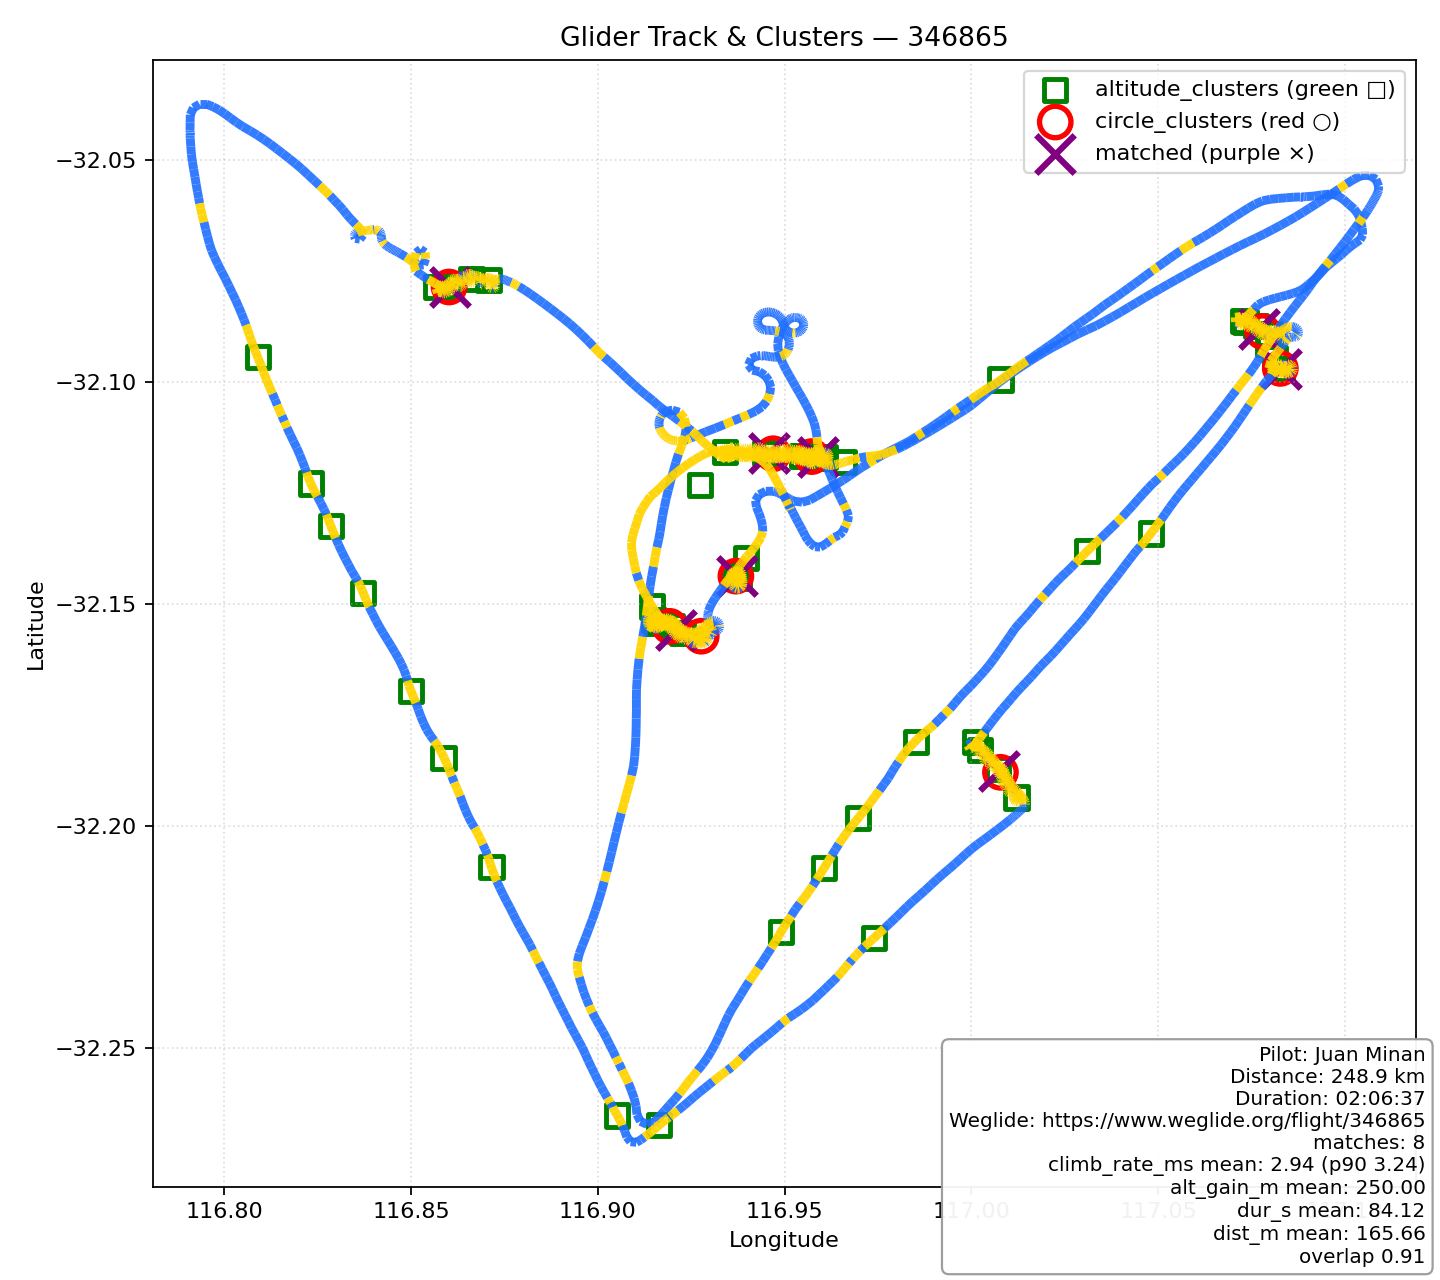 Glider Track & Clusters — 346865
altitude_clusters (green □)
circle_clusters (red ○)
matched (purple ×)
−32.05
−32.10
−32.15
−32.20
−32.25
Latitude
116.80
116.85
116.90
116.95
117.00
117.05
Longitude
Pilot: Juan Minan
Distance: 248.9 km
Duration: 02:06:37
Weglide: https://www.weglide.org/flight/346865
matches: 8
climb_rate_ms mean: 2.94 (p90 3.24)
alt_gain_m mean: 250.00
dur_s mean: 84.12
dist_m mean: 165.66
overlap 0.91